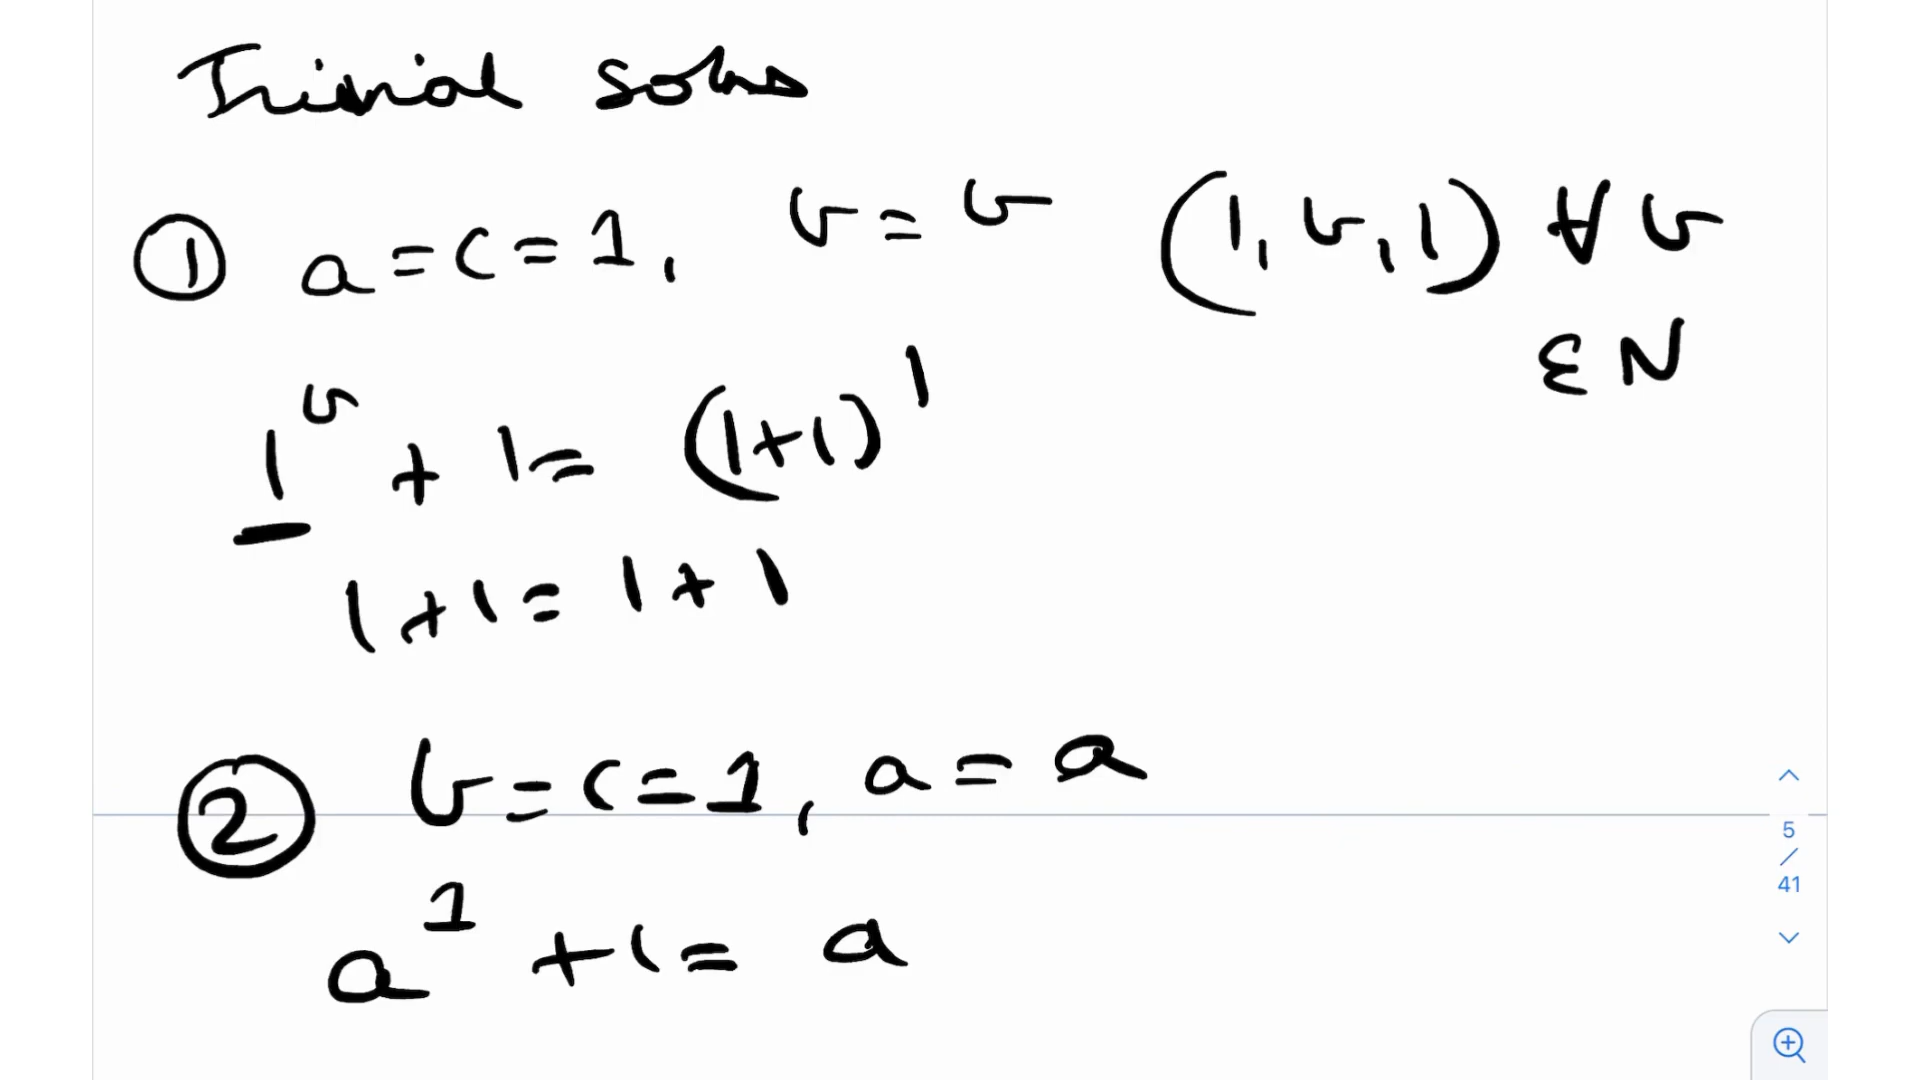 Trivial solns
① a = c = 1, b = b (1, b, 1) ∀ b
∈ N
1^b + 1 = (1+1)^1
1 + 1 = 1 + 1
② b = c = 1, a = a
a^1 + 1 = a
5
/
41